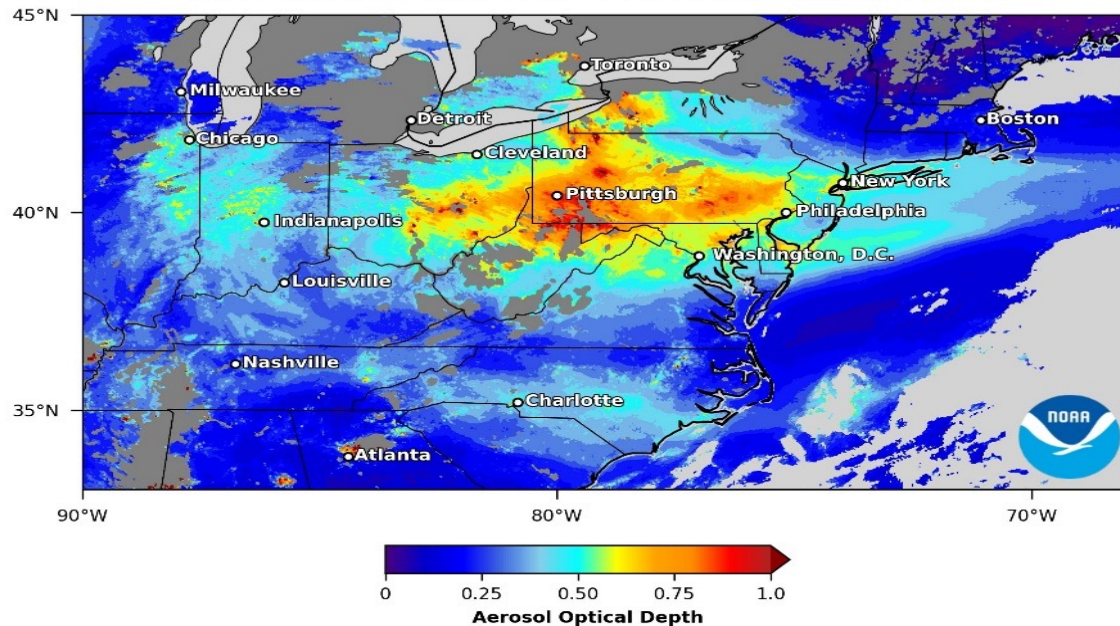 45°N
Toronto
Milwaukee
Detroit
Boston
Chicago
Cleveland
Pittsburgh
New York
40°N
Indianapolis
Philadelphia
Washington, D.C.
Louisville
Nashville
35°N
Charlotte
NOAA
Atlanta
90°W
80°W
70°W
0
0.25
0.50
0.75
1.0
Aerosol Optical Depth